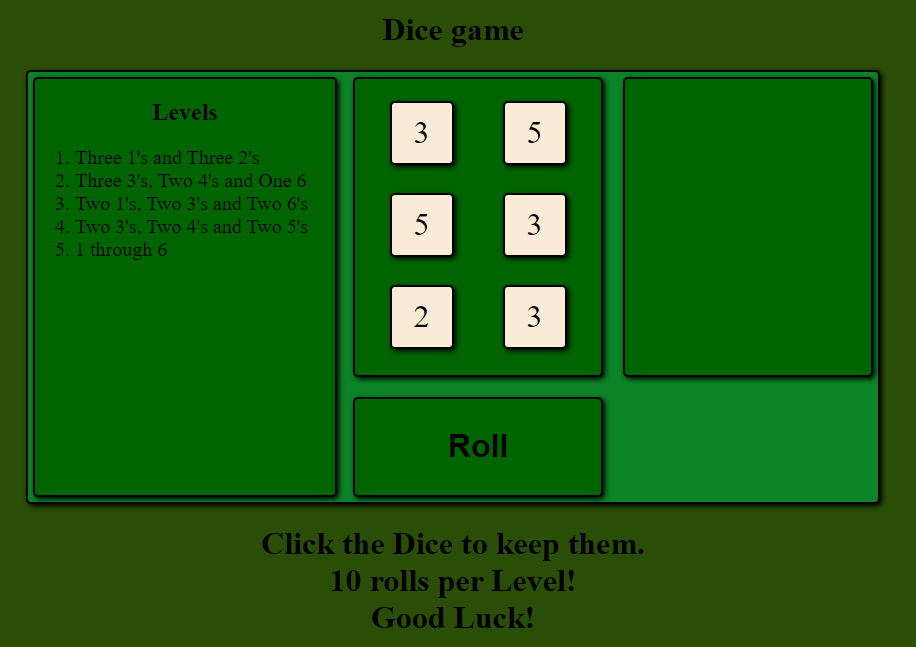 Dice game
Levels
1. Three 1's and Three 2's
2. Three 3's, Two 4's and One 6
3. Two 1's, Two 3's and Two 6's
4. Two 3's, Two 4's and Two 5's
5. 1 through 6
3 5
5 3
2 3
Roll
Click the Dice to keep them.
10 rolls per Level!
Good Luck!